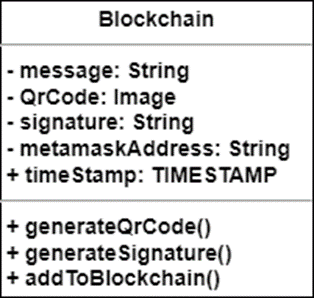 Blockchain
- message: String
- QrCode: Image
- signature: String
- metamaskAddress: String
+ timeStamp: TIMESTAMP
+ generateQrCode()
+ generateSignature()
+ addToBlockchain()